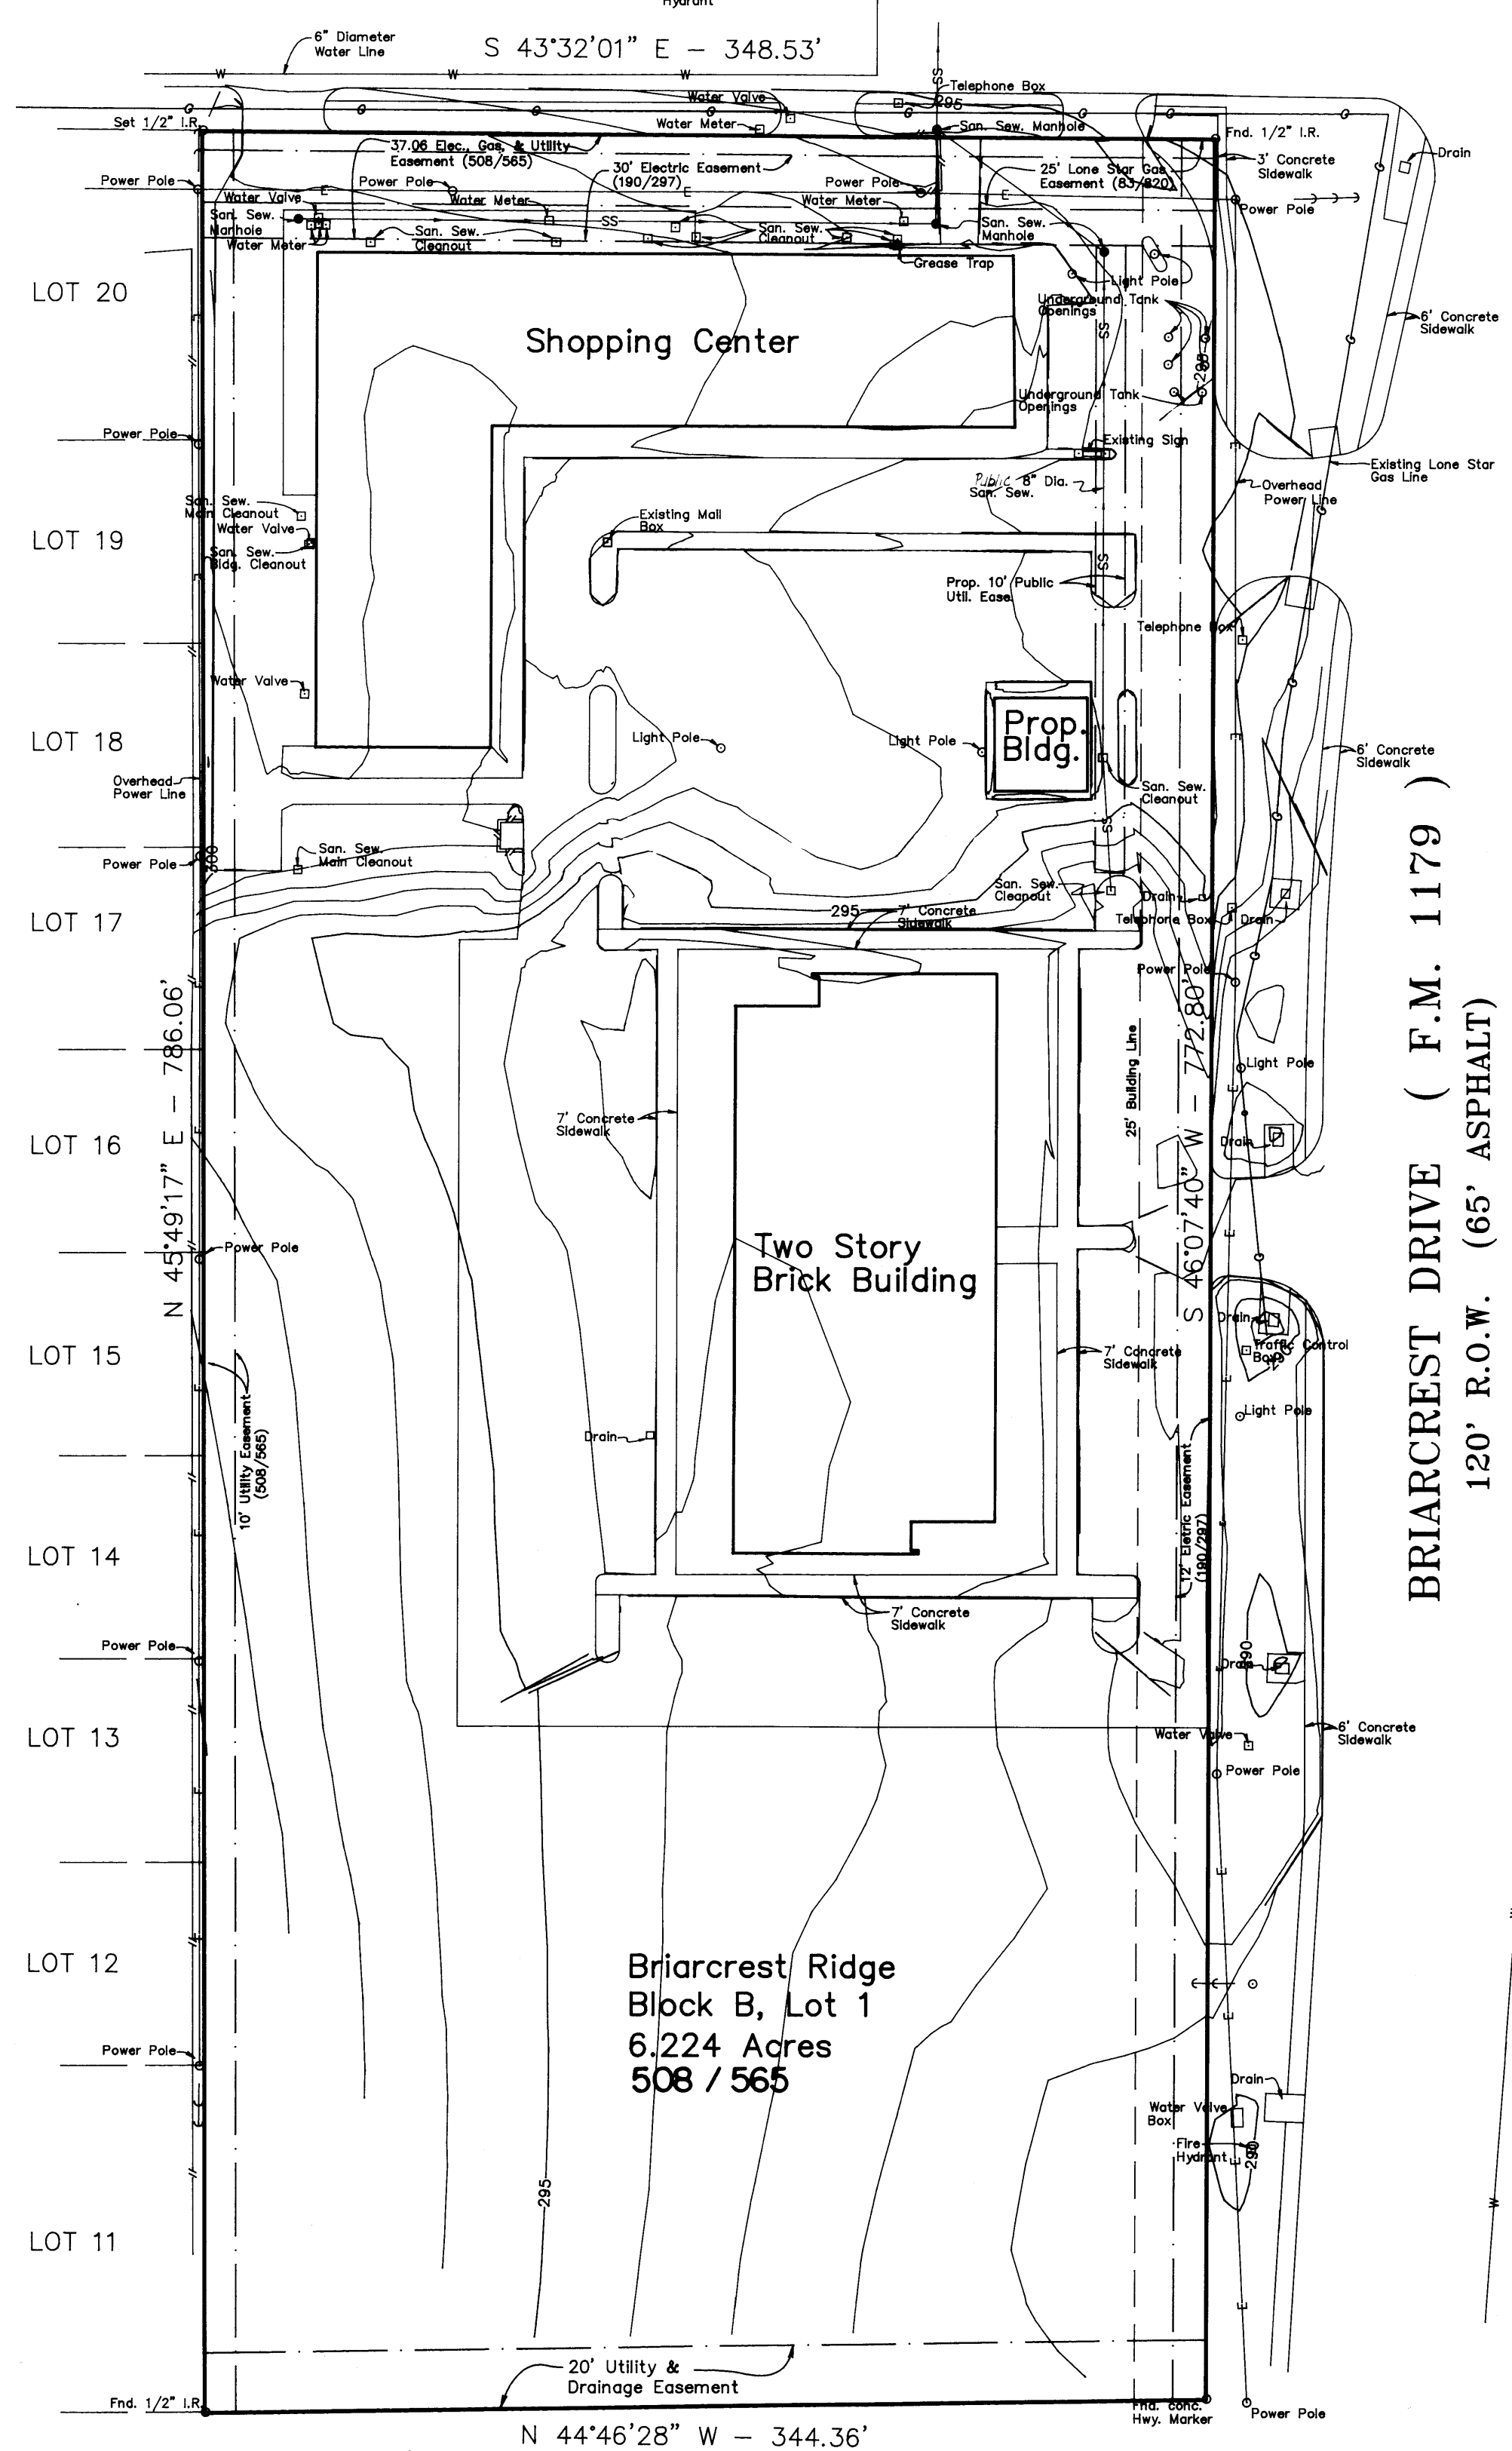 Hydrant
6" Diameter
Water Line
S 43°32'01" E - 348.53'
W
W
W
SS
Telephone Box
Water Valve
295
Set 1/2" I.R.
Water Meter
San. Sew. Manhole
Fnd. 1/2" I.R.
37.06 Elec., Gas, & Utility
Easement (508/565)
30' Electric Easement
(190/297)
25' Lone Star Gas
Easement (83/820)
3' Concrete
Sidewalk
Drain
Power Pole
Power Pole
Power Pole
Water Valve
E
E
E
Water Meter
Water Meter
Power Pole
San. Sew.
Manhole
SS
San. Sew.
Manhole
Water Meter
San. Sew.
Cleanout
San. Sew.
Cleanout
Grease Trap
Light Pole
LOT 20
Underground Tank
Openings
6' Concrete
Sidewalk
SS
Shopping Center
295
Underground Tank
Openings
Power Pole
Existing Sign
Existing Lone Star
Gas Line
Public 8" Dia.
San. Sew.
Overhead
Power Line
San. Sew.
Main Cleanout
Water Valve
San. Sew.
Bldg. Cleanout
Existing Mail
Box
LOT 19
SS
Prop. 10' Public
Util. Ease.
Telephone Box
Water Valve
LOT 18
Light Pole
Light Pole
Prop.
Bldg.
6' Concrete
Sidewalk
Overhead
Power Line
San. Sew.
Cleanout
SS
300
Power Pole
San. Sew.
Main Cleanout
San. Sew.
Cleanout
Drain
LOT 17
295
7' Concrete
Sidewalk
Telephone Box
Drain
Power Pole
N 45°49'17" E - 786.06'
S 46°07'40" W - 772.80'
25' Building Line
Light Pole
7' Concrete
Sidewalk
LOT 16
Drain
BRIARCREST DRIVE ( F.M. 1179 )
120' R.O.W. (65' ASPHALT)
Power Pole
Two Story
Brick Building
Drain
LOT 15
7' Concrete
Sidewalk
Traffic Control
Box
Light Pole
10' Utility Easement
(508/565)
Drain
12' Eletric Easement
(190/297)
LOT 14
7' Concrete
Sidewalk
Power Pole
290
Drain
LOT 13
Water Valve
6' Concrete
Sidewalk
Power Pole
LOT 12
Briarcrest Ridge
Block B, Lot 1
6.224 Acres
508 / 565
Power Pole
Drain
Water Valve
Box
Fire
Hydrant
290
295
W
LOT 11
20' Utility &
Drainage Easement
Fnd. 1/2" I.R.
Fnd. conc.
Hwy. Marker
Power Pole
N 44°46'28" W - 344.36'